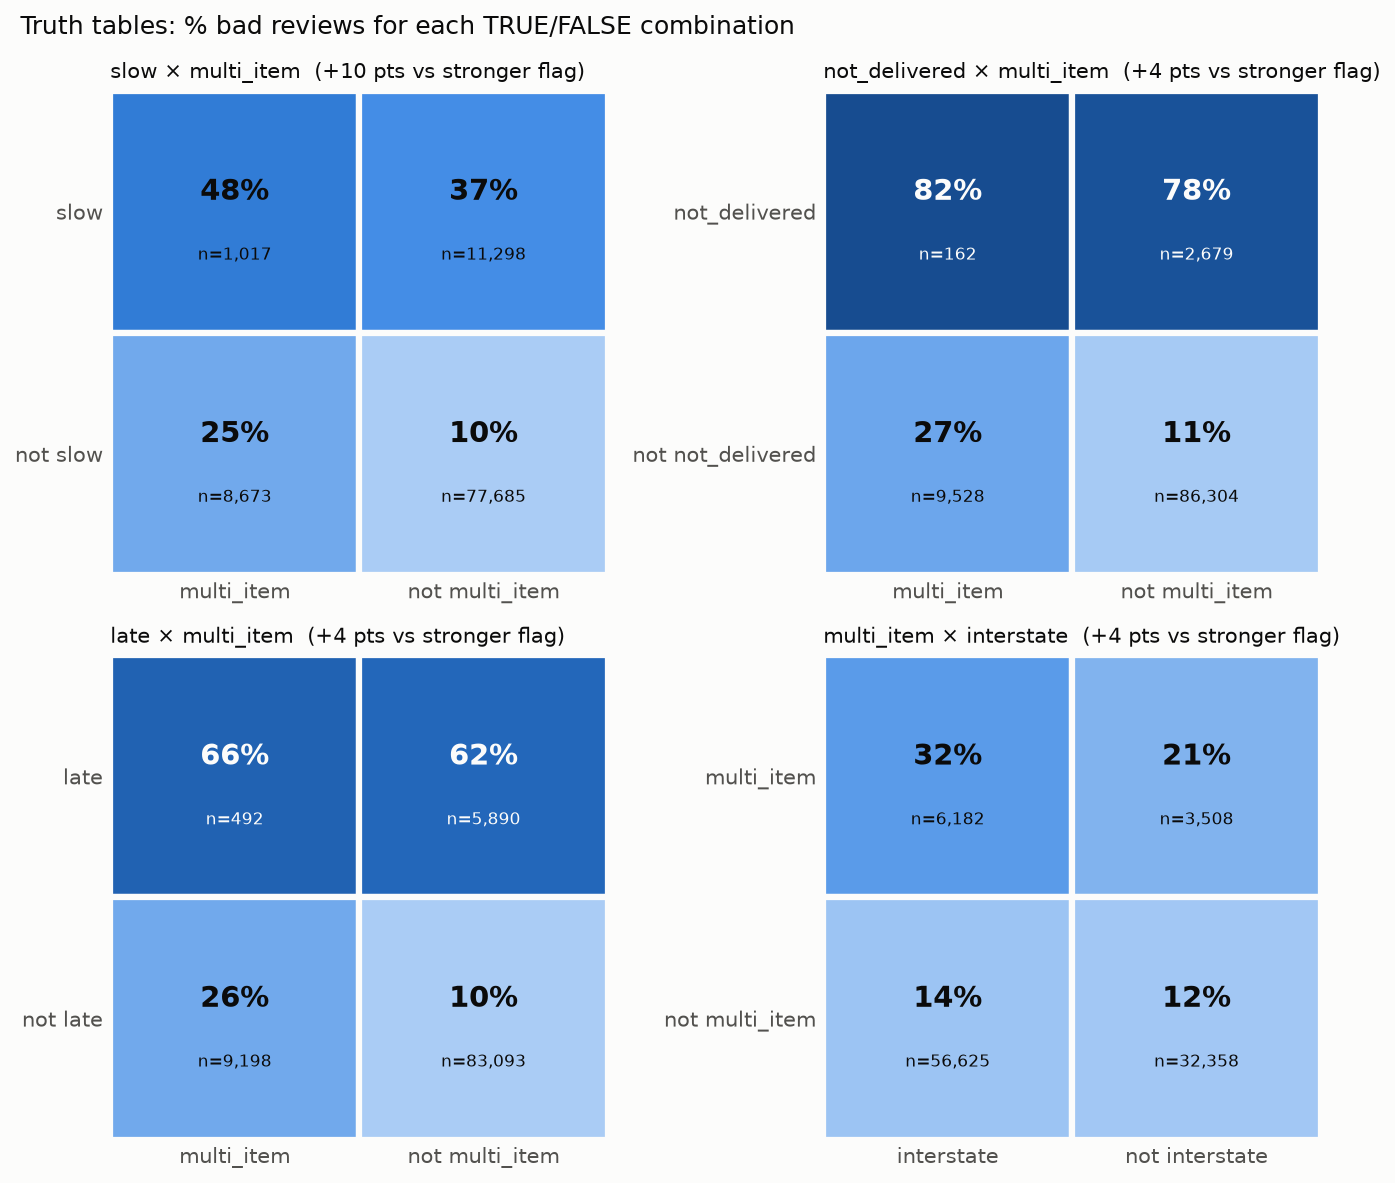 Truth tables: % bad reviews for each TRUE/FALSE combination
slow × multi_item  (+10 pts vs stronger flag)
48%
37%
n=1,017
n=11,298
slow
25%
10%
n=8,673
n=77,685
not slow
multi_item
not multi_item
not_delivered × multi_item  (+4 pts vs stronger flag)
82%
78%
n=162
n=2,679
not_delivered
27%
11%
n=9,528
n=86,304
not not_delivered
multi_item
not multi_item
late × multi_item  (+4 pts vs stronger flag)
66%
62%
n=492
n=5,890
late
26%
10%
n=9,198
n=83,093
not late
multi_item
not multi_item
multi_item × interstate  (+4 pts vs stronger flag)
32%
21%
n=6,182
n=3,508
multi_item
14%
12%
n=56,625
n=32,358
not multi_item
interstate
not interstate